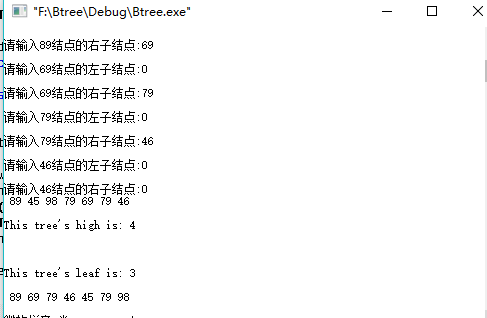 "F:\Btree\Debug\Btree.exe"
请输入89结点的右子结点:69
请输入69结点的左子结点:0
请输入69结点的右子结点:79
请输入79结点的左子结点:0
请输入79结点的右子结点:46
请输入46结点的左子结点:0
请输入46结点的右子结点:0
89 45 98 79 69 79 46
This tree's high is: 4
This tree's leaf is: 3
89 69 79 46 45 79 98